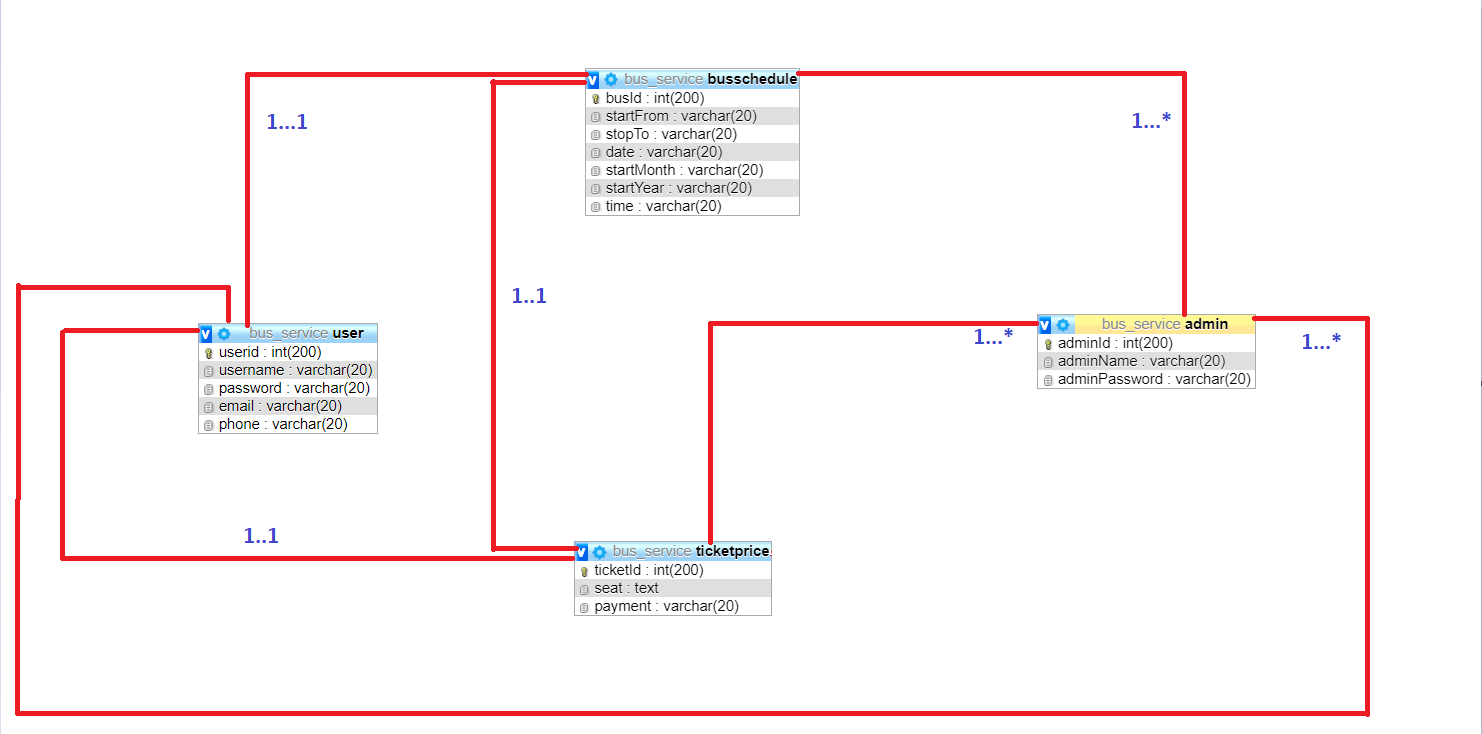 bus_service busschedule
busId : int(200)
startFrom : varchar(20)
stopTo : varchar(20)
date : varchar(20)
startMonth : varchar(20)
startYear : varchar(20)
time : varchar(20)
1...1
1...*
1..1
bus_service user
userid : int(200)
username : varchar(20)
password : varchar(20)
email : varchar(20)
phone : varchar(20)
bus_service admin
adminId : int(200)
adminName : varchar(20)
adminPassword : varchar(20)
1...*
1...*
1..1
bus_service ticketprice
ticketId : int(200)
seat : text
payment : varchar(20)